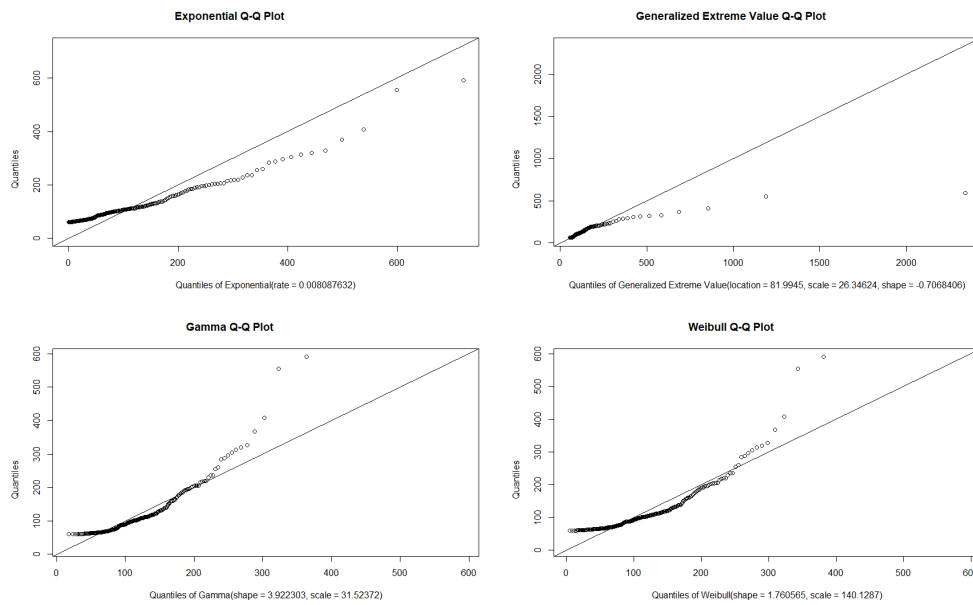 Exponential Q-Q Plot
Quantiles
600
400
200
0
0 200 400 600
Quantiles of Exponential(rate = 0.008087632)
Generalized Extreme Value Q-Q Plot
Quantiles
2000
1500
1000
500
0
0 500 1000 1500 2000
Quantiles of Generalized Extreme Value(location = 81.9945, scale = 26.34624, shape = -0.7068406)
Gamma Q-Q Plot
Quantiles
600
500
400
300
200
100
0
0 100 200 300 400 500 600
Quantiles of Gamma(shape = 3.922303, scale = 31.52372)
Weibull Q-Q Plot
Quantiles
600
500
400
300
200
100
0
0 100 200 300 400 500 600
Quantiles of Weibull(shape = 1.760565, scale = 140.1287)